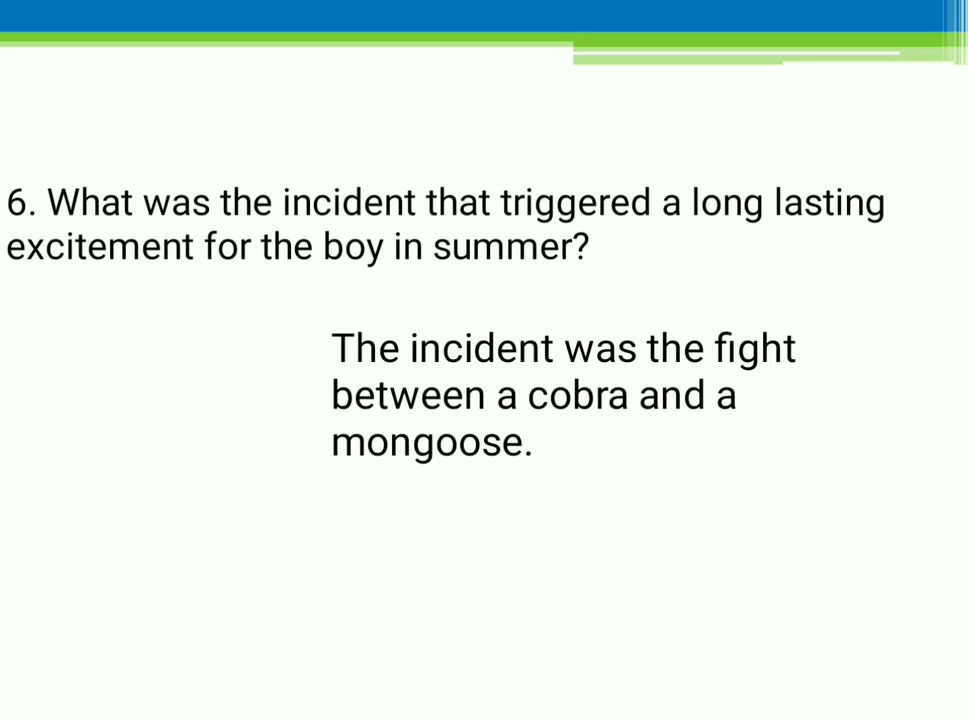 6. What was the incident that triggered a long lasting
excitement for the boy in summer?
The incident was the fight
between a cobra and a
mongoose.